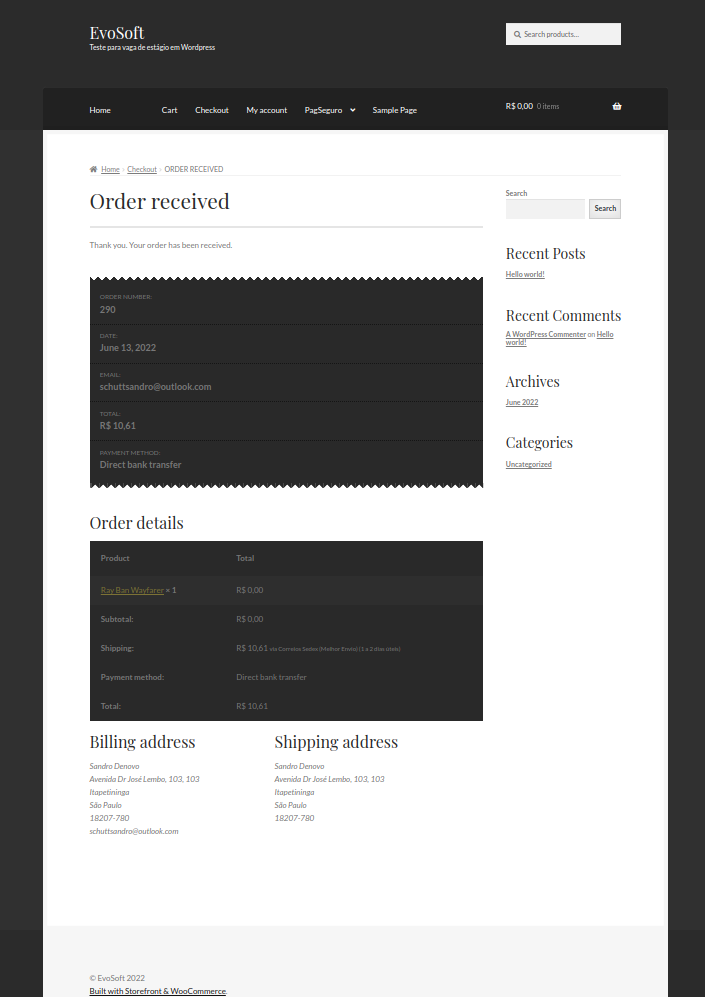 EvoSoft
Teste para vaga de estágio em Wordpress
Search products...
Home Cart Checkout My account PagSeguro Sample Page
R$ 0,00 0 items
Home › Checkout › ORDER RECEIVED
Order received
Thank you. Your order has been received.
ORDER NUMBER:
290
DATE:
June 13, 2022
EMAIL:
schuttsandro@outlook.com
TOTAL:
R$ 10,61
PAYMENT METHOD:
Direct bank transfer
Order details
Product Total
Ray Ban Wayfarer × 1 R$ 0,00
Subtotal: R$ 0,00
Shipping: R$ 10,61 via Correios Sedex (Melhor Envio) (1 a 2 dias úteis)
Payment method: Direct bank transfer
Total: R$ 10,61
Billing address
Sandro Denovo
Avenida Dr José Lembo, 103, 103
Itapetininga
São Paulo
18207-780
schuttsandro@outlook.com
Shipping address
Sandro Denovo
Avenida Dr José Lembo, 103, 103
Itapetininga
São Paulo
18207-780
Search
Search
Recent Posts
Hello world!
Recent Comments
A WordPress Commenter on Hello
world!
Archives
June 2022
Categories
Uncategorized
© EvoSoft 2022
Built with Storefront & WooCommerce.